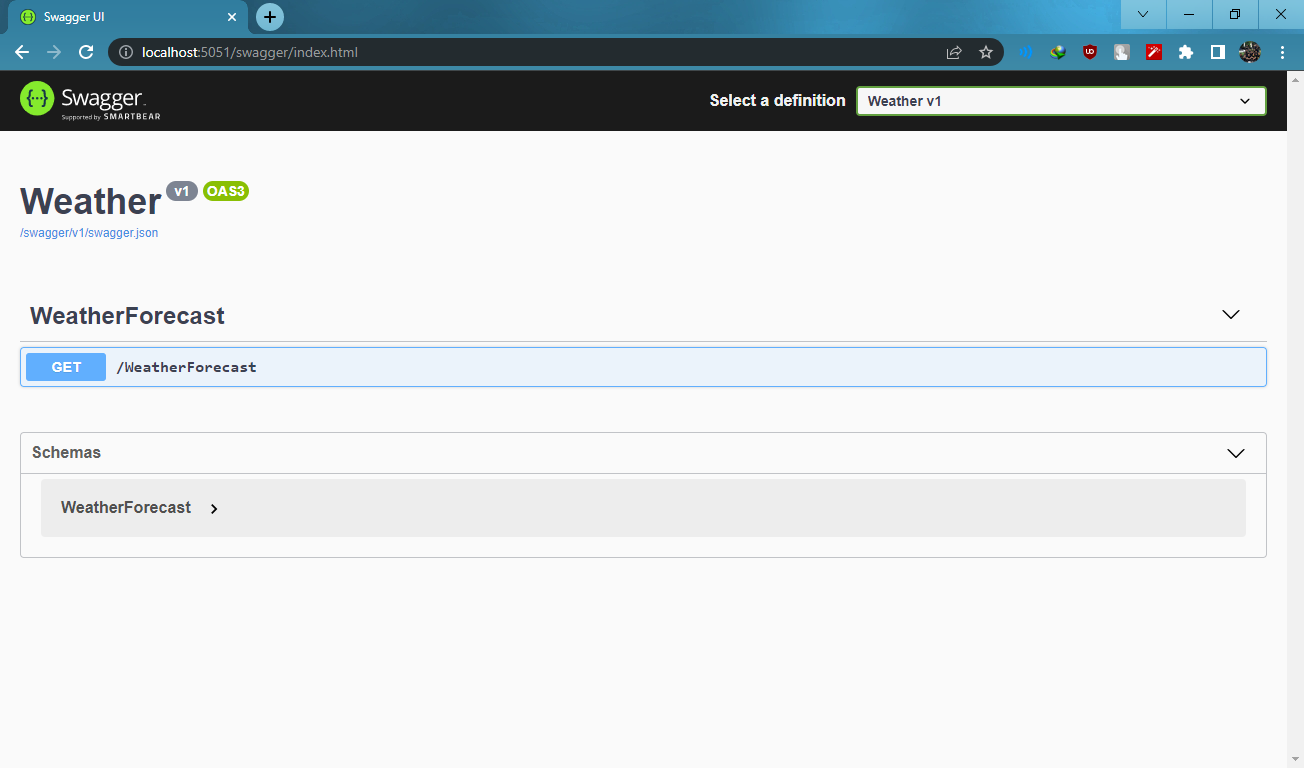 Swagger UI
localhost:5051/swagger/index.html
UD
{···} Swagger
Supported by SMARTBEAR
Select a definition
Weather v1
Weather v1 OAS3
/swagger/v1/swagger.json
WeatherForecast
GET /WeatherForecast
Schemas
WeatherForecast